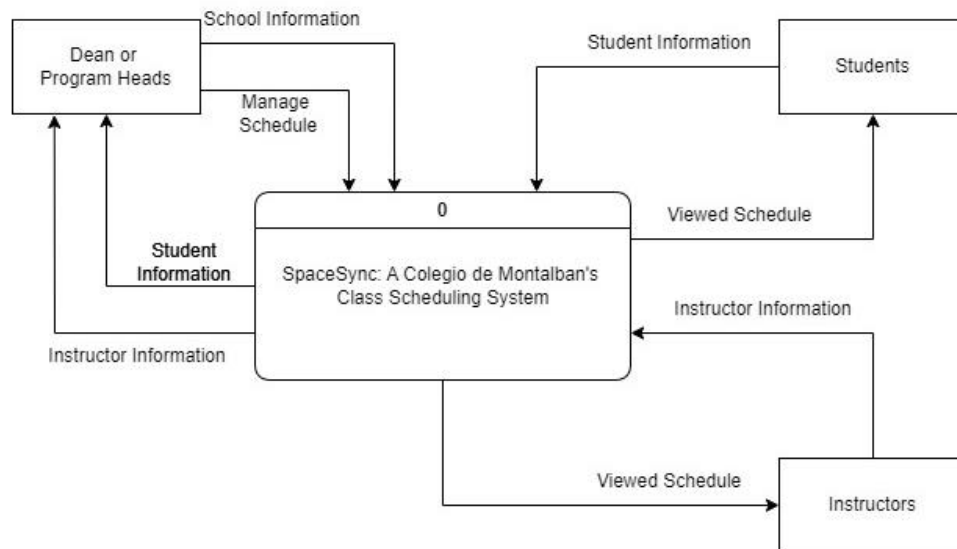 School Information
Dean or
Program Heads
Manage
Schedule
Student Information
Students
0
Viewed Schedule
Student
Information
SpaceSync: A Colegio de Montalban's
Class Scheduling System
Instructor Information
Instructor Information
Viewed Schedule
Instructors